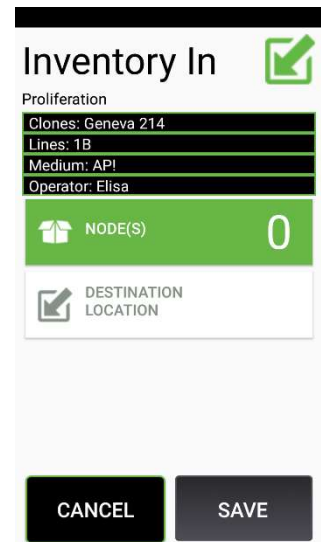 Inventory In
Proliferation
Clones: Geneva 214
Lines: 1B
Medium: AP!
Operator: Elisa
NODE(S) 0
DESTINATION
LOCATION
CANCEL SAVE